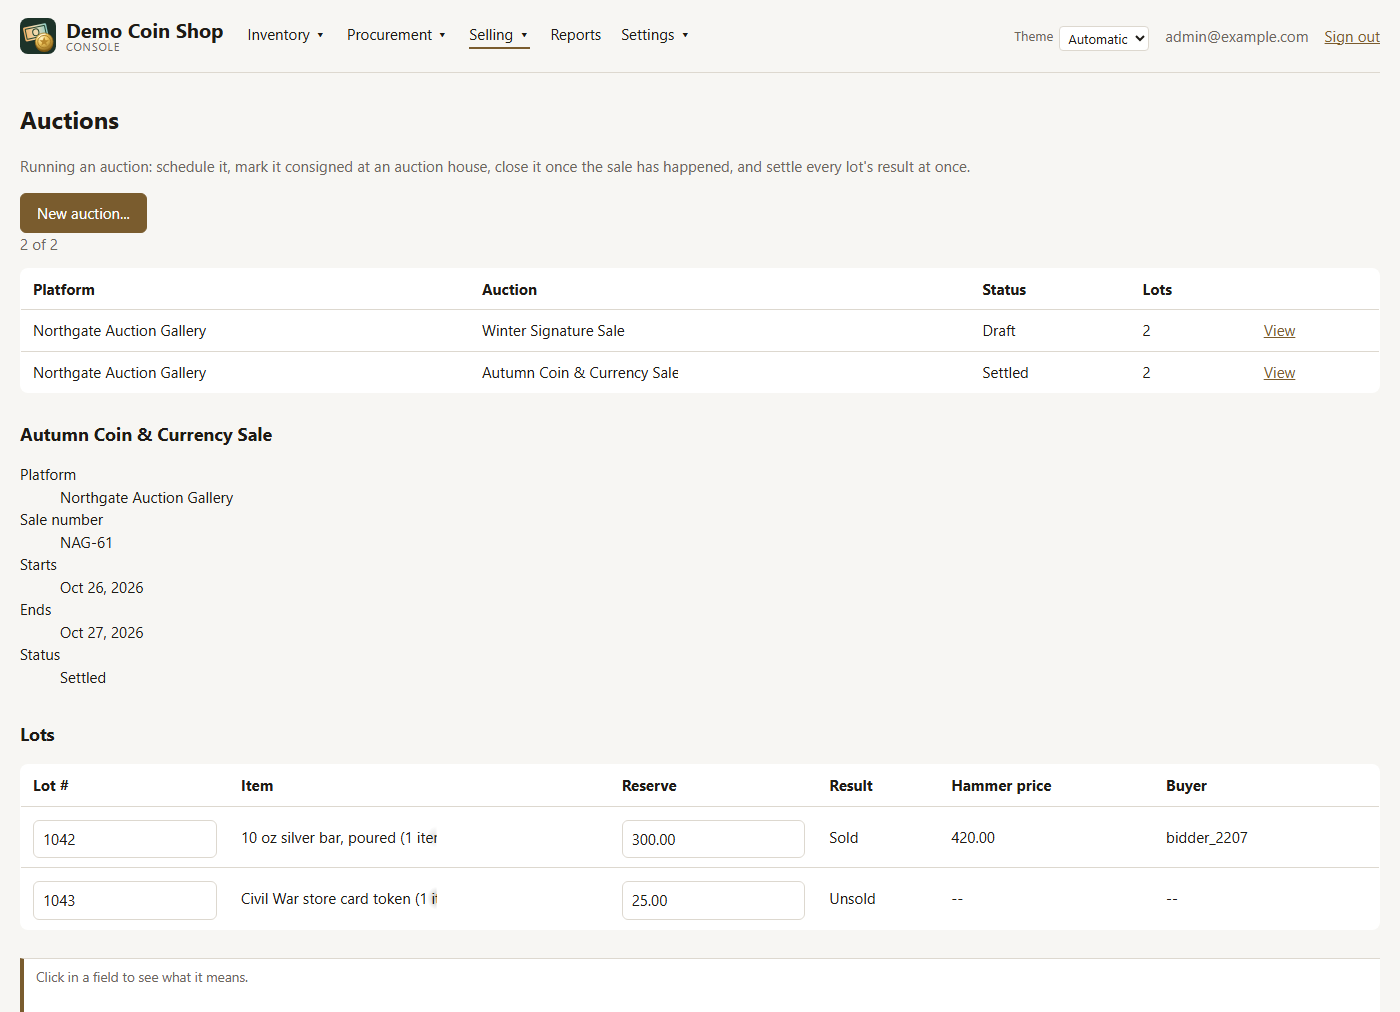 Demo Coin Shop
CONSOLE
Inventory ▾ Procurement ▾ Selling ▾ Reports Settings ▾
Theme Automatic admin@example.com Sign out
Auctions
Running an auction: schedule it, mark it consigned at an auction house, close it once the sale has happened, and settle every lot's result at once.
New auction...
2 of 2
Platform Auction Status Lots
Northgate Auction Gallery Winter Signature Sale Draft 2 View
Northgate Auction Gallery Autumn Coin & Currency Sale Settled 2 View
Autumn Coin & Currency Sale
Platform
Northgate Auction Gallery
Sale number
NAG-61
Starts
Oct 26, 2026
Ends
Oct 27, 2026
Status
Settled
Lots
Lot # Item Reserve Result Hammer price Buyer
1042 10 oz silver bar, poured (1 300.00 Sold 420.00 bidder_2207
1043 Civil War store card token (1 25.00 Unsold -- --
Click in a field to see what it means.